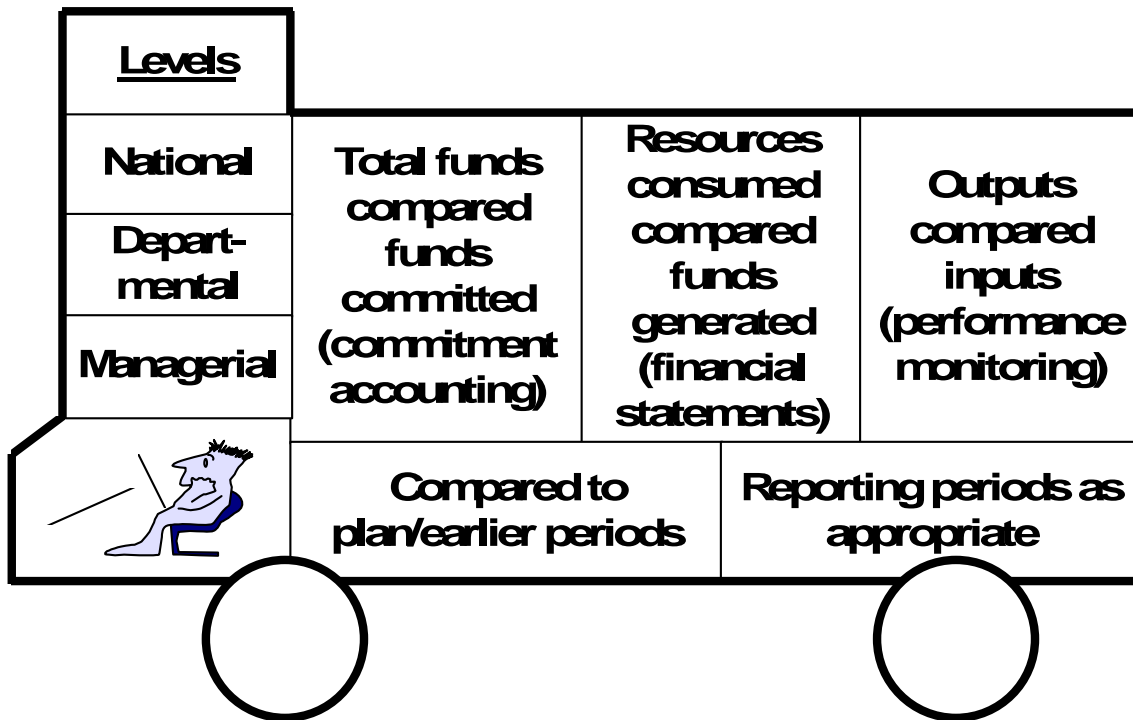 Levels
National
Depart-
mental
Managerial
Total funds
compared
funds
committed
(commitment
accounting)
Resources
consumed
compared
funds
generated
(financial
statements)
Outputs
compared
inputs
(performance
monitoring)
Compared to
plan/earlier periods
Reporting periods as
appropriate